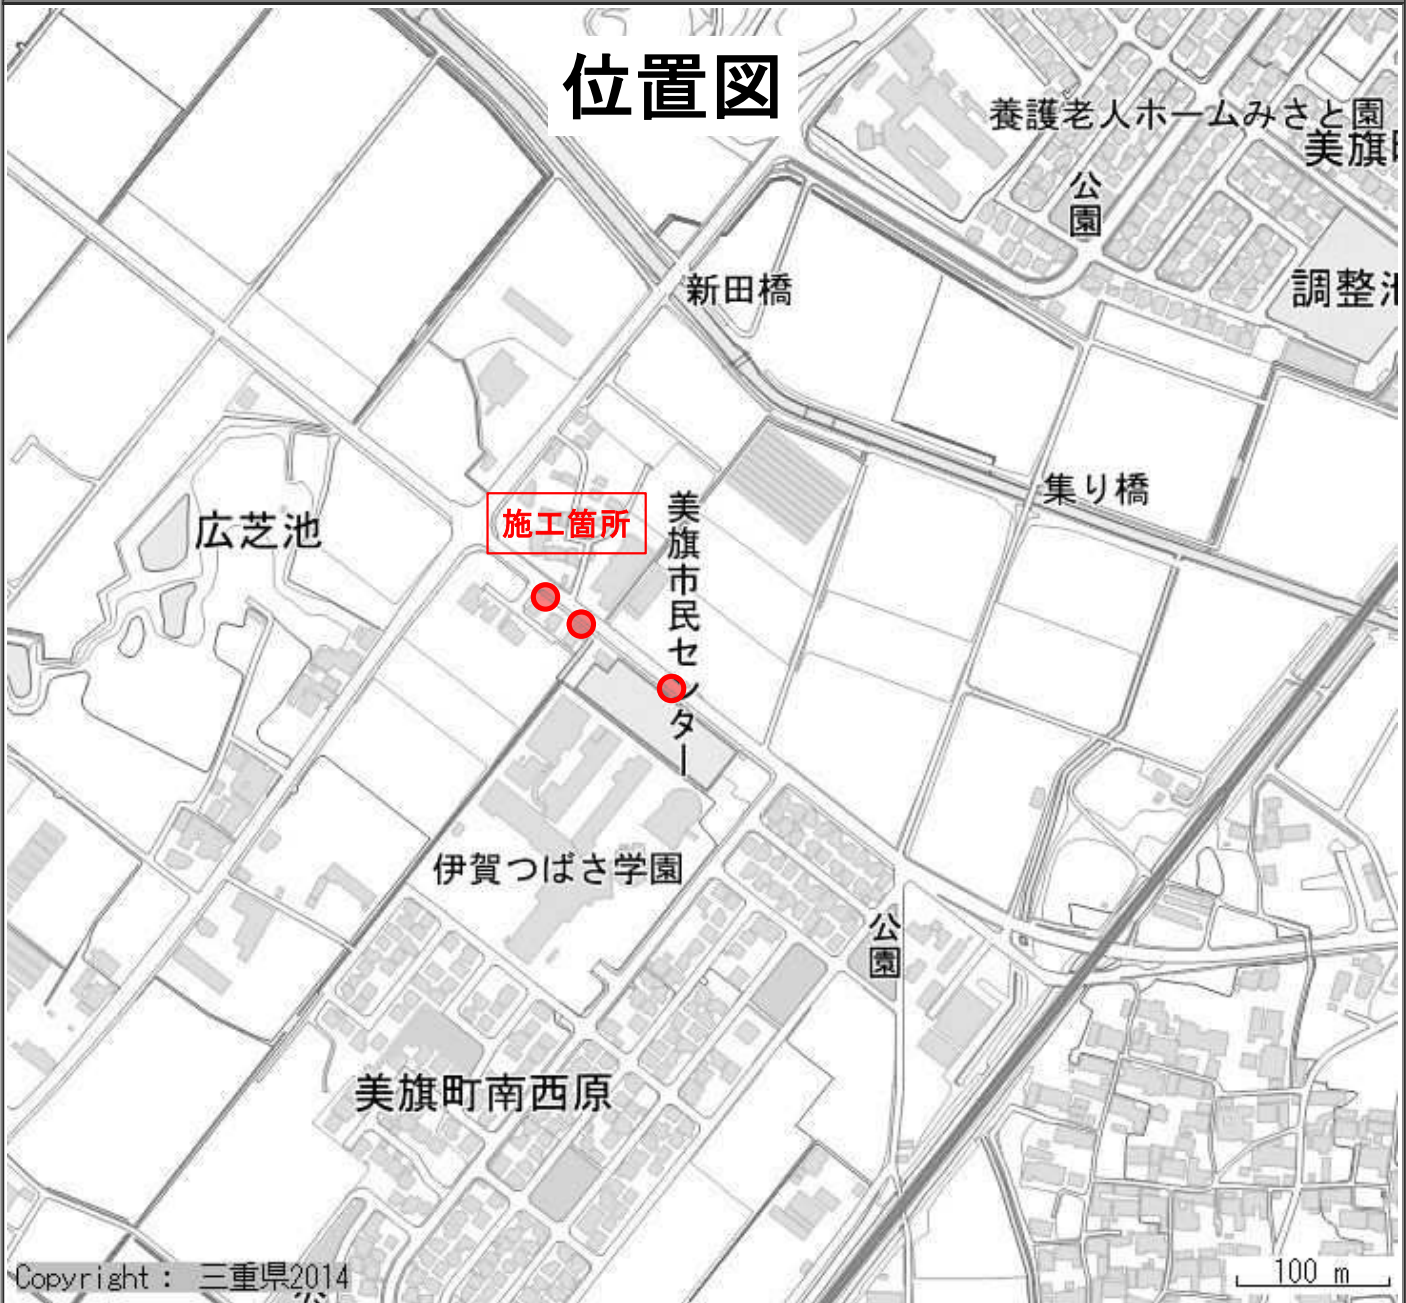 位置図
養護老人ホームみさと園
美旗
公園
調整
新田橋
集り橋
広芝池
施工箇所
美旗市民センター
伊賀つばさ学園
公園
美旗町南西原
Copyright : 三重県2014
100 m